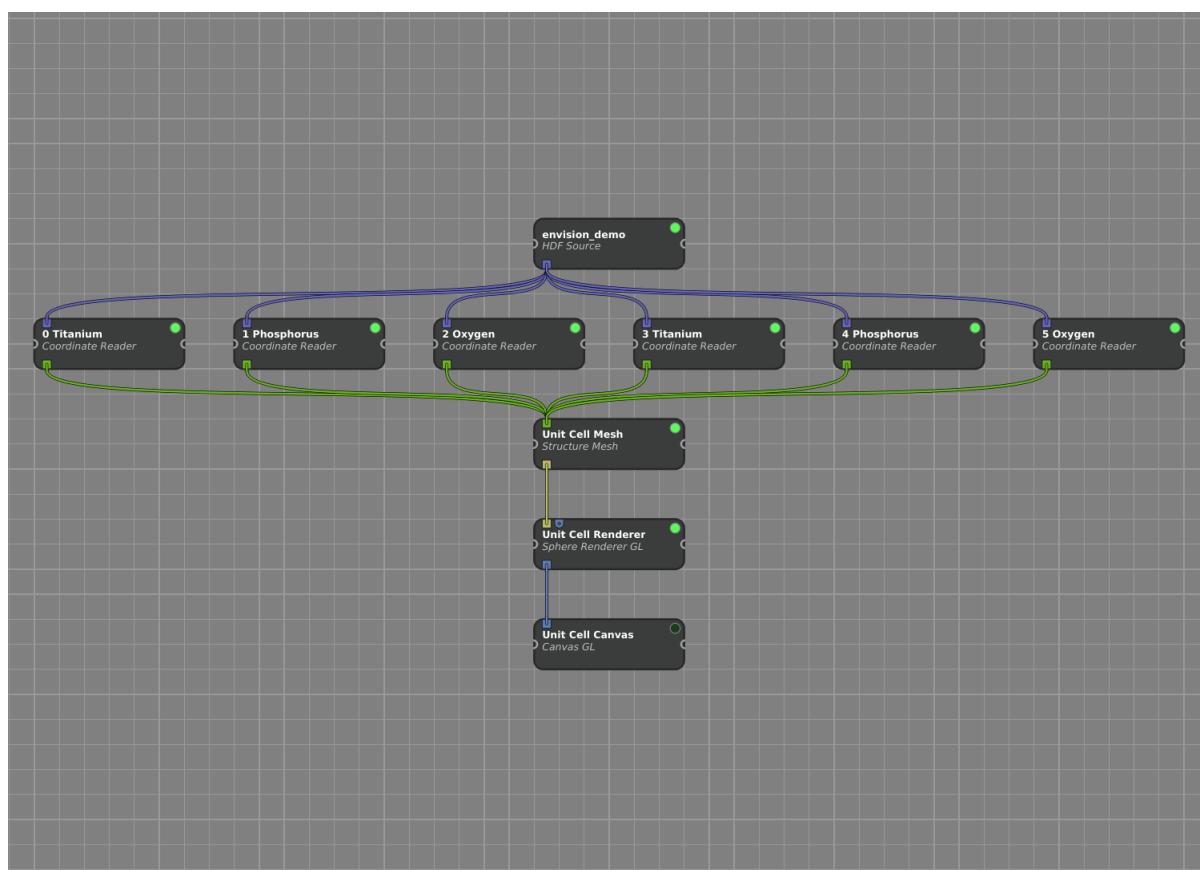 envision_demo
HDF Source
0 Titanium
Coordinate Reader
1 Phosphorus
Coordinate Reader
2 Oxygen
Coordinate Reader
3 Titanium
Coordinate Reader
4 Phosphorus
Coordinate Reader
5 Oxygen
Coordinate Reader
Unit Cell Mesh
Structure Mesh
Unit Cell Renderer
Sphere Renderer GL
Unit Cell Canvas
Canvas GL